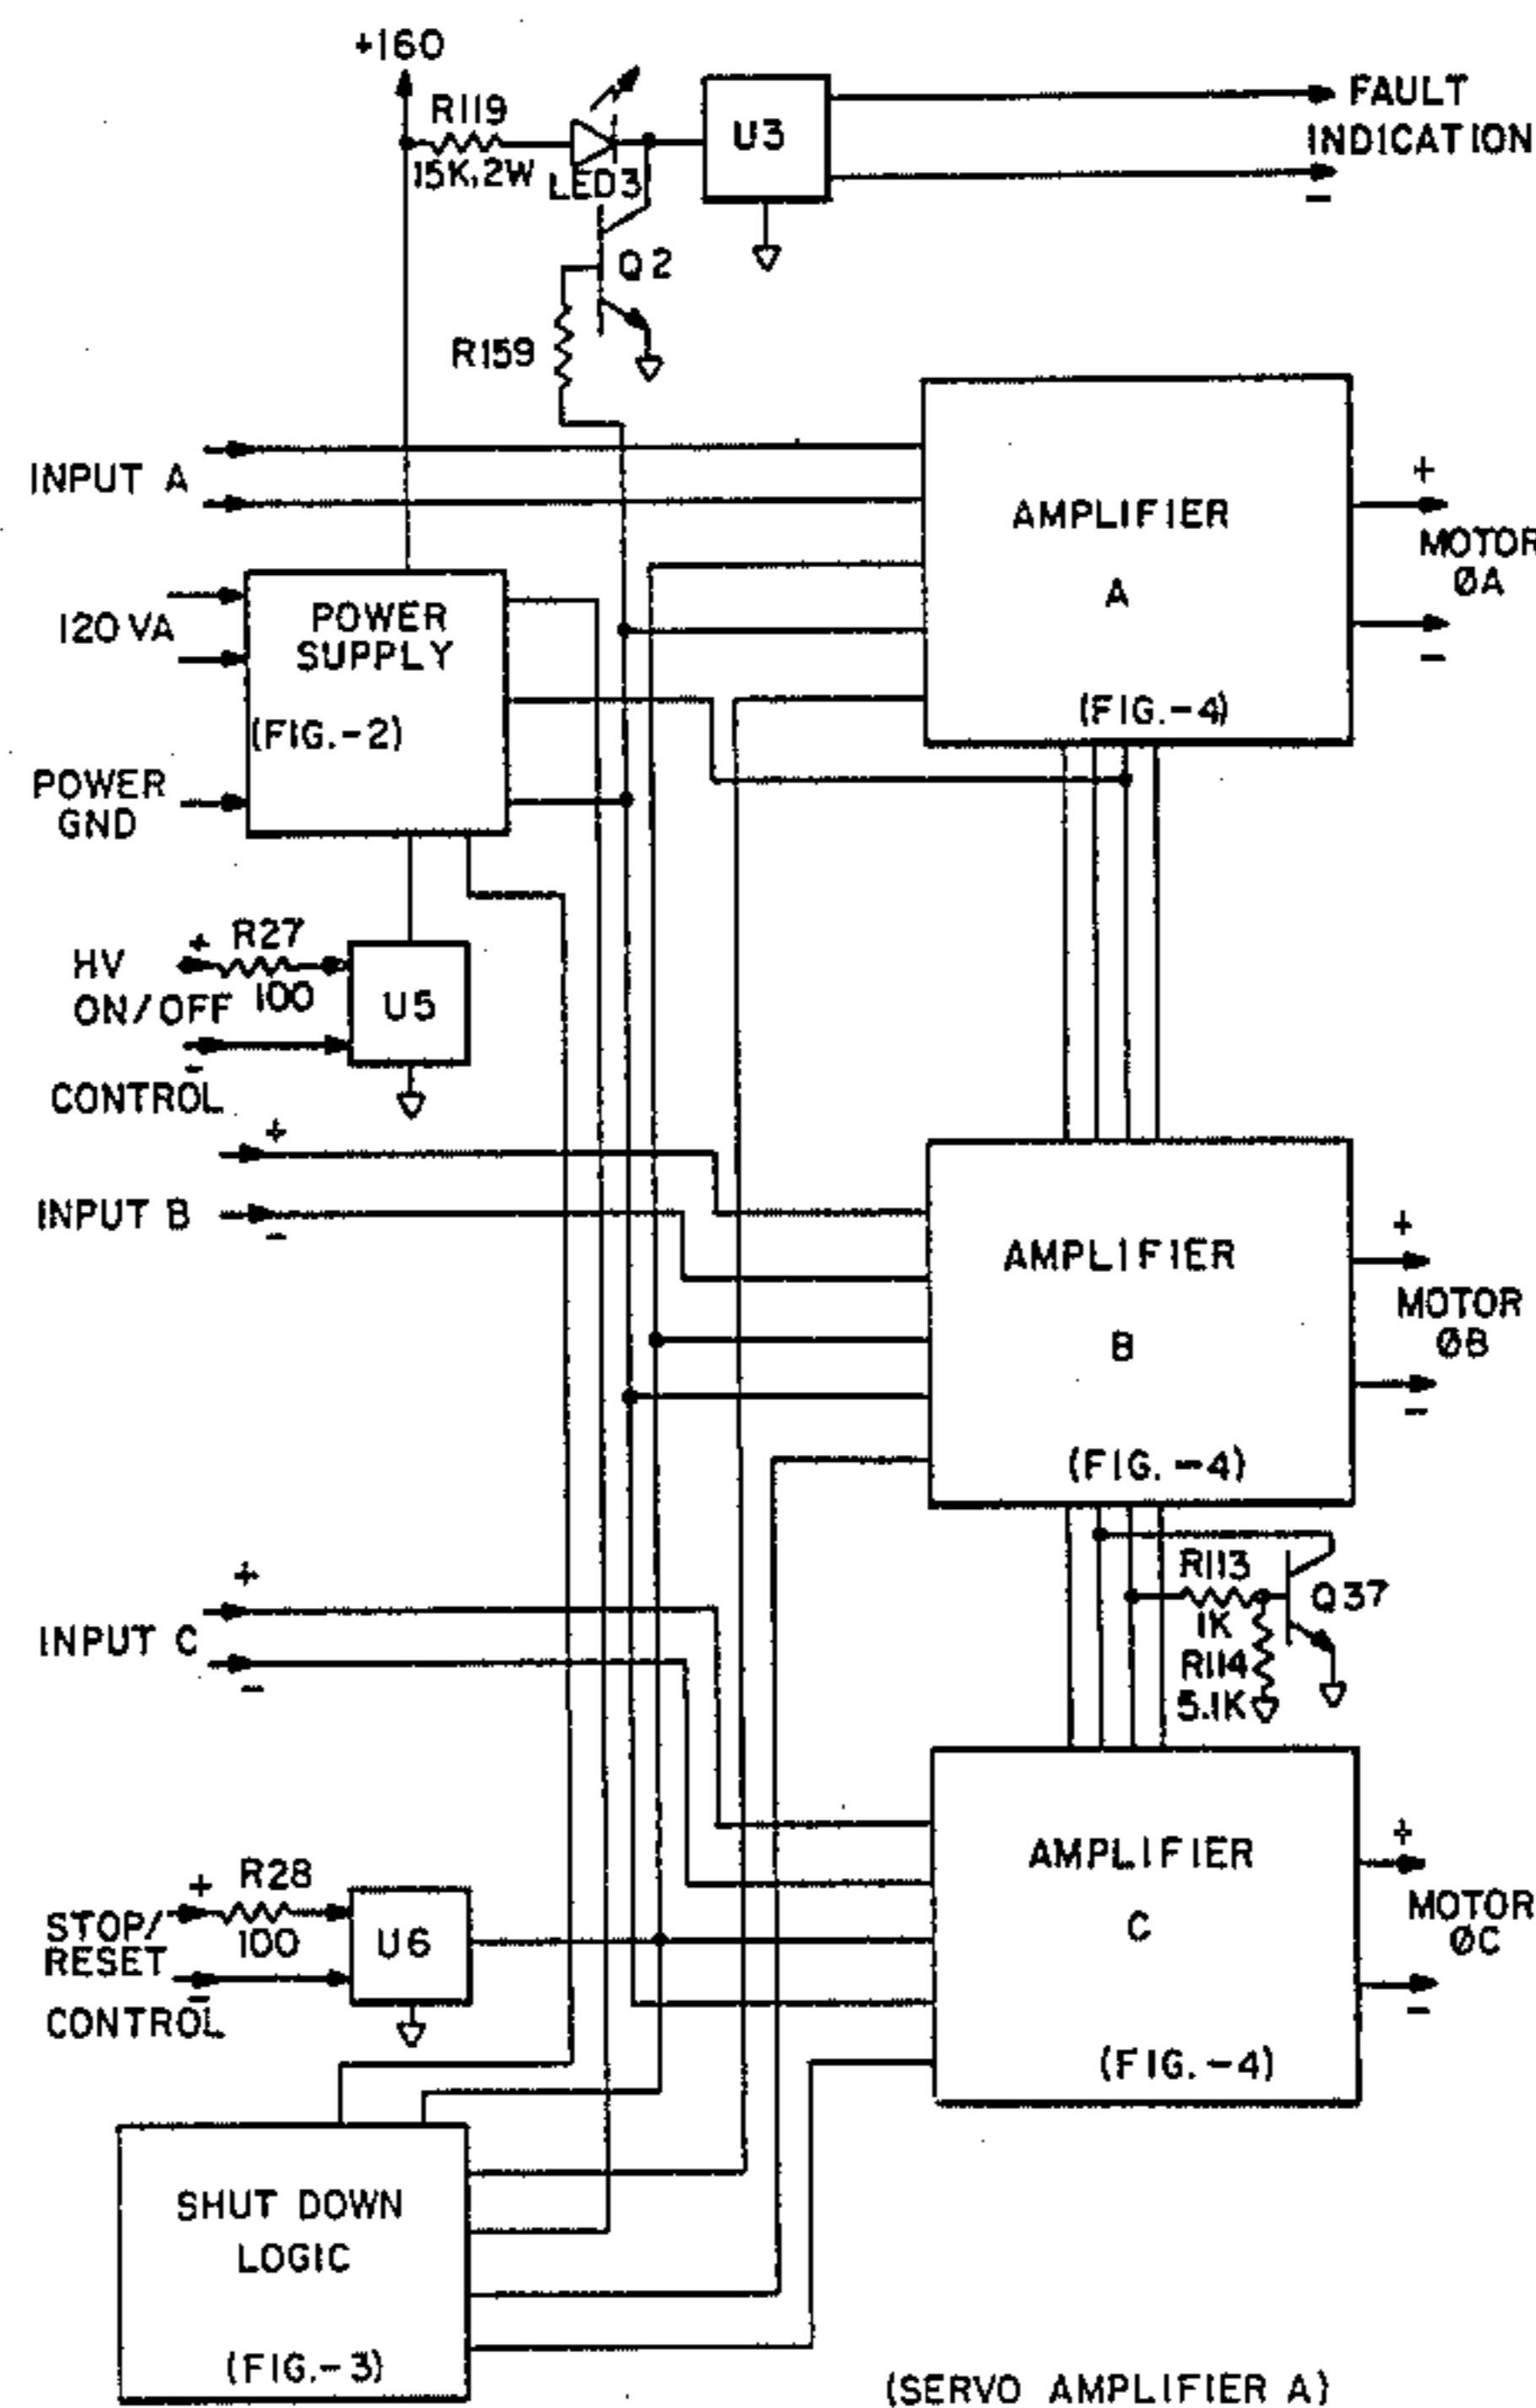 +160
R119
15K,2W
LED3
U3
FAULT
INDICATION
−
Q2
R159
INPUT A
AMPLIFIER
A
(FIG.-4)
+
MOTOR
ØA
−
120 VA
POWER
SUPPLY
(FIG.-2)
POWER
GND
HV
ON/OFF
CONTROL
+
R27
100
−
U5
INPUT B
+
−
AMPLIFIER
B
(FIG.-4)
+
MOTOR
ØB
−
R113
1K
R114
5.1K
Q37
INPUT C
+
−
AMPLIFIER
C
(FIG.-4)
+
MOTOR
ØC
−
STOP/
RESET
CONTROL
+
R28
100
−
U6
SHUT DOWN
LOGIC
(FIG.-3)
(SERVO AMPLIFIER A)